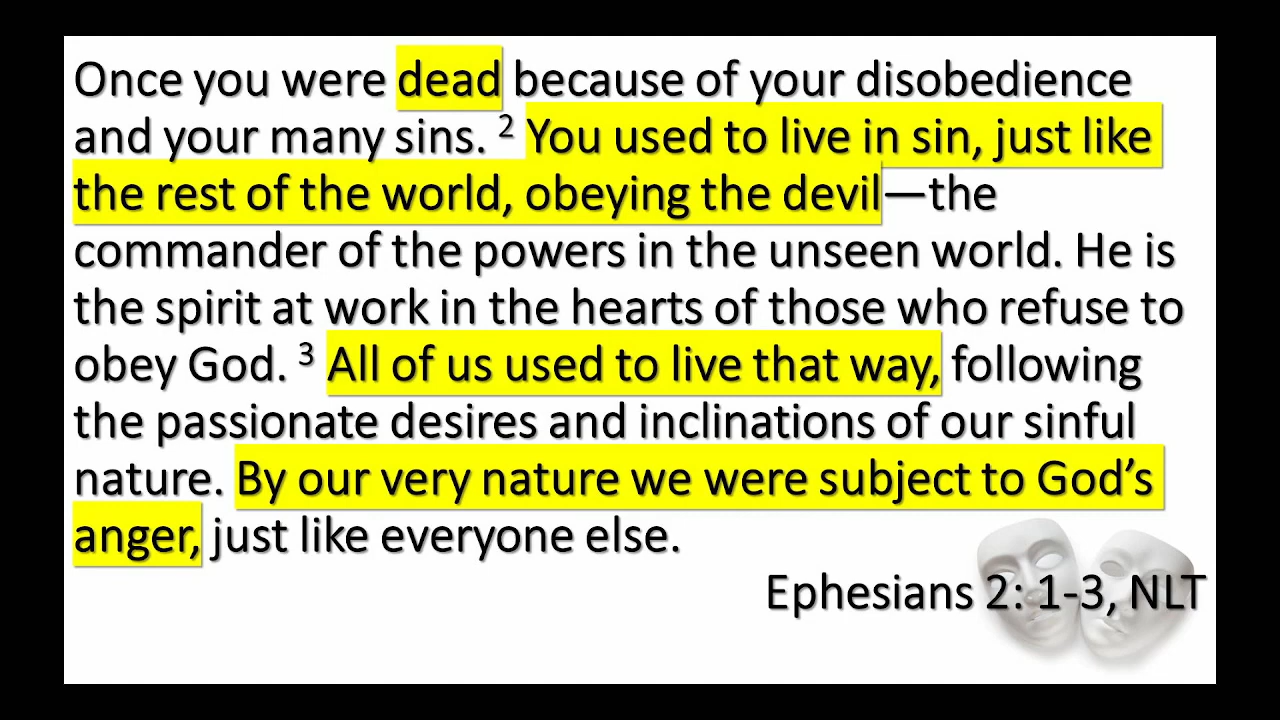 Once you were dead because of your disobedience
and your many sins. ² You used to live in sin, just like
the rest of the world, obeying the devil—the
commander of the powers in the unseen world. He is
the spirit at work in the hearts of those who refuse to
obey God. ³ All of us used to live that way, following
the passionate desires and inclinations of our sinful
nature. By our very nature we were subject to God’s
anger, just like everyone else.
Ephesians 2: 1-3, NLT